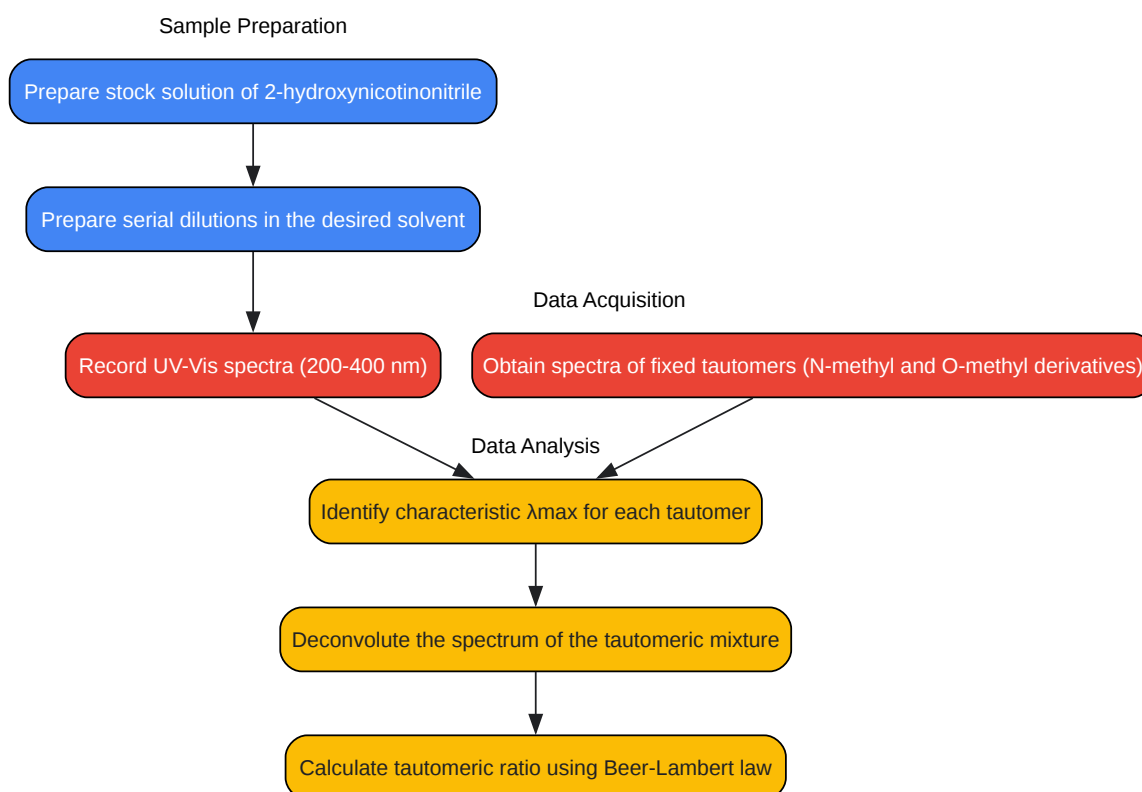 Sample Preparation
Prepare stock solution of 2-hydroxynicotinonitrile
Prepare serial dilutions in the desired solvent
Data Acquisition
Record UV-Vis spectra (200-400 nm)
Obtain spectra of fixed tautomers (N-methyl and O-methyl derivatives)
Data Analysis
Identify characteristic λmax for each tautomer
Deconvolute the spectrum of the tautomeric mixture
Calculate tautomeric ratio using Beer-Lambert law